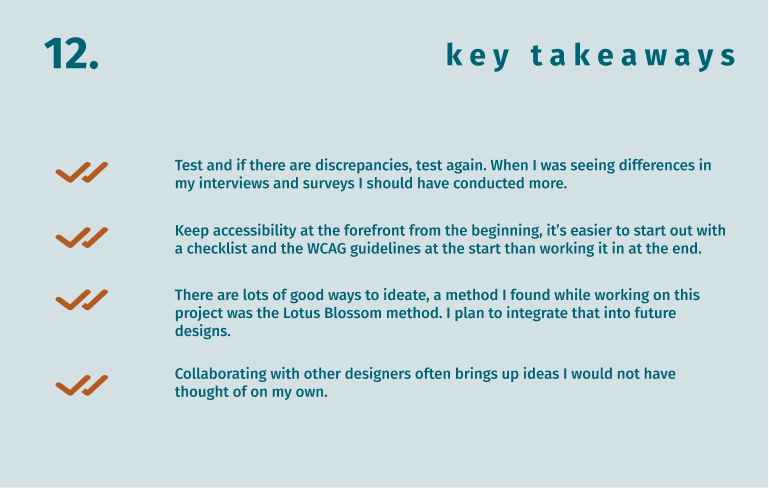 12.
key takeaways
Test and if there are discrepancies, test again. When I was seeing differences in
my interviews and surveys I should have conducted more.
Keep accessibility at the forefront from the beginning, it’s easier to start out with
a checklist and the WCAG guidelines at the start than working it in at the end.
There are lots of good ways to ideate, a method I found while working on this
project was the Lotus Blossom method. I plan to integrate that into future
designs.
Collaborating with other designers often brings up ideas I would not have
thought of on my own.